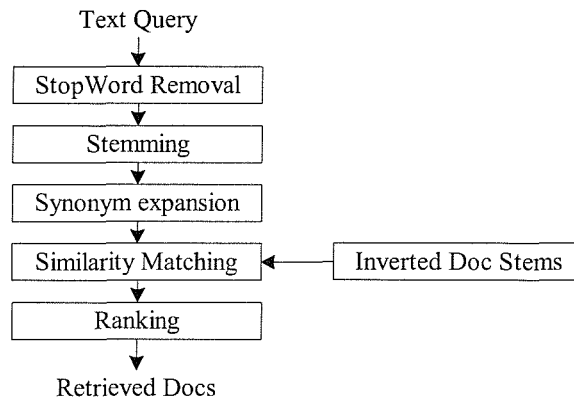 Text Query
StopWord Removal
Stemming
Synonym expansion
Similarity Matching
Inverted Doc Stems
Ranking
Retrieved Docs